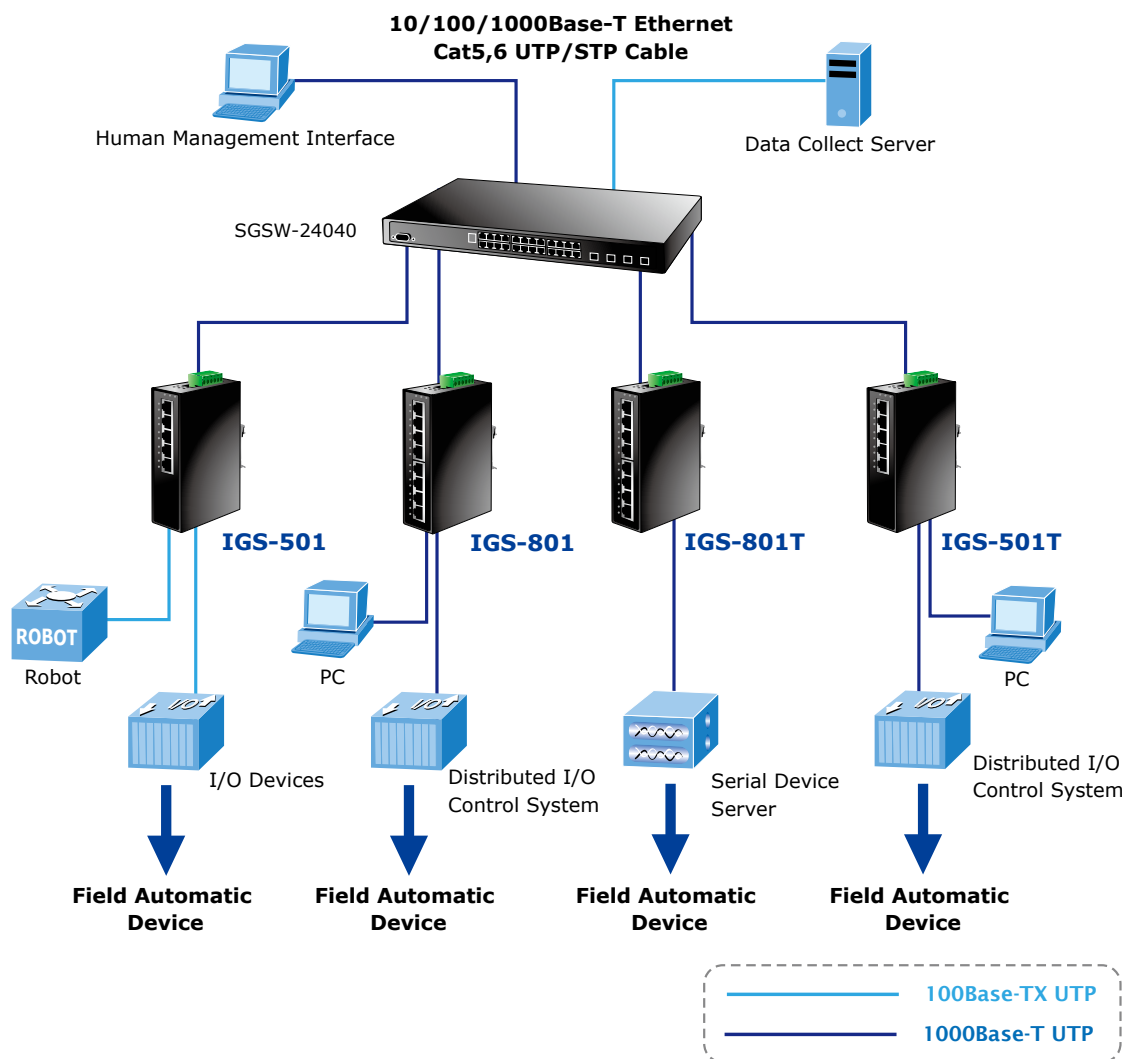 10/100/1000Base-T Ethernet
Cat5,6 UTP/STP Cable
Human Management Interface
Data Collect Server
SGSW-24040
IGS-501
IGS-801
IGS-801T
IGS-501T
ROBOT
Robot
PC
PC
I/O
I/O Devices
I/O
Distributed I/O
Control System
Serial Device
Server
I/O
Distributed I/O
Control System
Field Automatic
Device
Field Automatic
Device
Field Automatic
Device
Field Automatic
Device
100Base-TX UTP
1000Base-T UTP